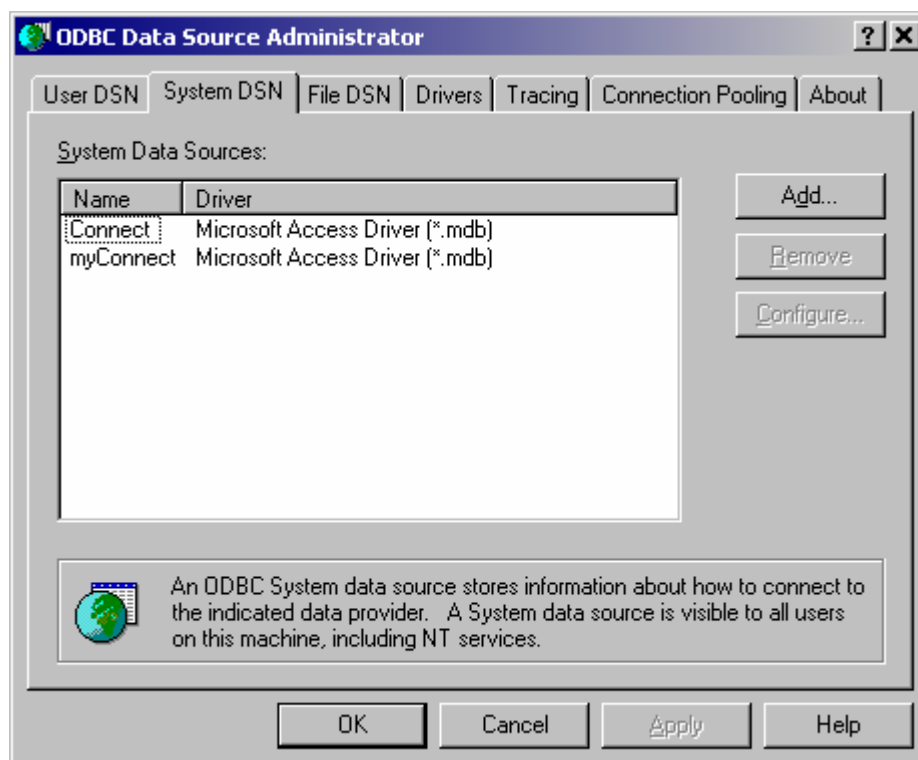 ODBC Data Source Administrator
User DSN System DSN File DSN Drivers Tracing Connection Pooling About
System Data Sources:
Name Driver
Connect Microsoft Access Driver (*.mdb)
myConnect Microsoft Access Driver (*.mdb)
Add...
Remove
Configure...
An ODBC System data source stores information about how to connect to
the indicated data provider. A System data source is visible to all users
on this machine, including NT services.
OK Cancel Apply Help